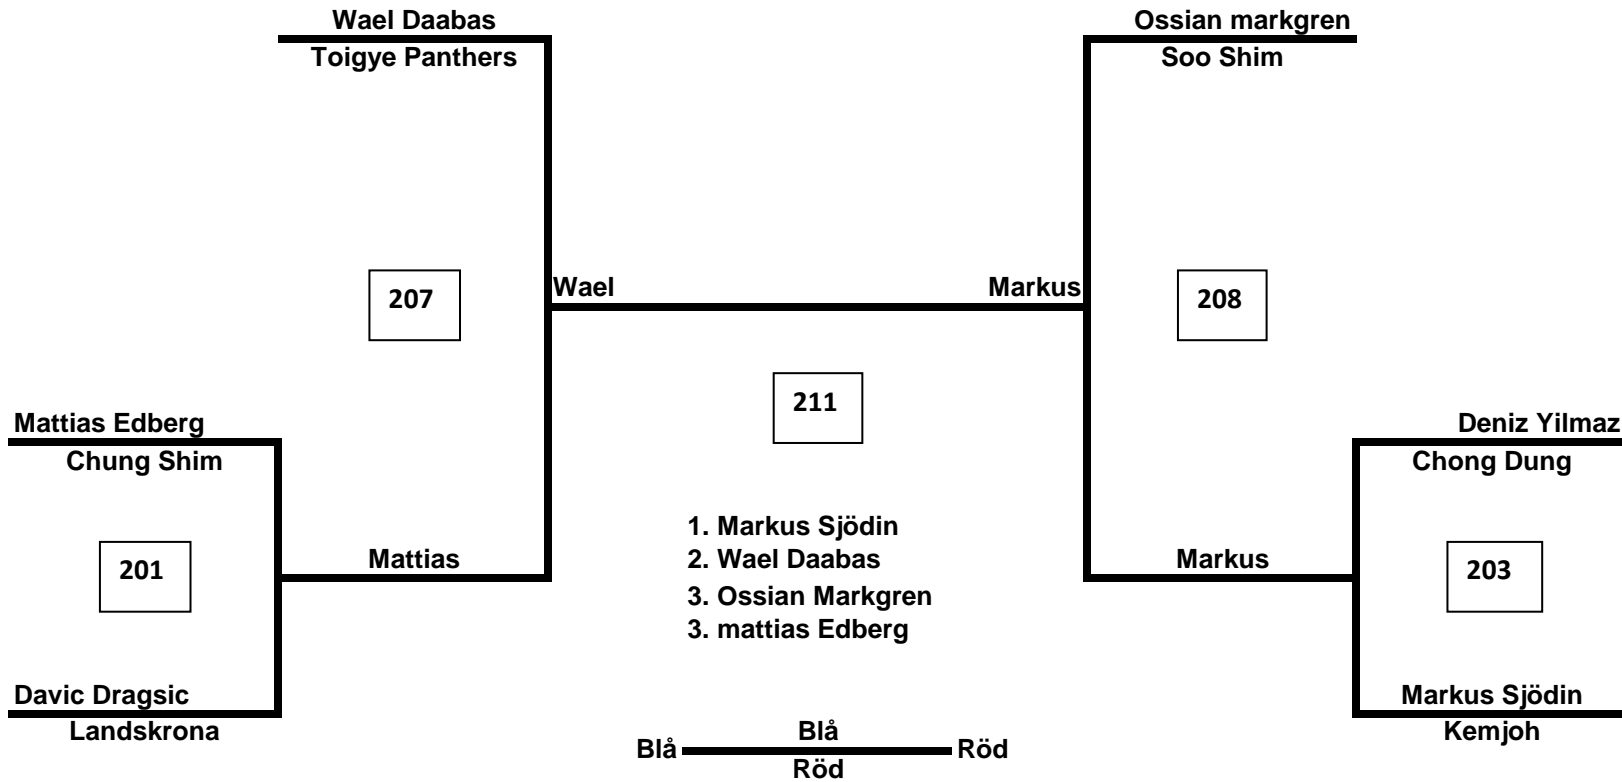 Wael Daabas
Toigye Panthers
Ossian markgren
Soo Shim
207
Wael
Markus
208
211
Mattias Edberg
Chung Shim
Deniz Yilmaz
Chong Dung
201
Mattias
1. Markus Sjödin
2. Wael Daabas
3. Ossian Markgren
3. mattias Edberg
Markus
203
Davic Dragsic
Landskrona
Markus Sjödin
Kemjoh
Blå
Blå
Röd
Röd